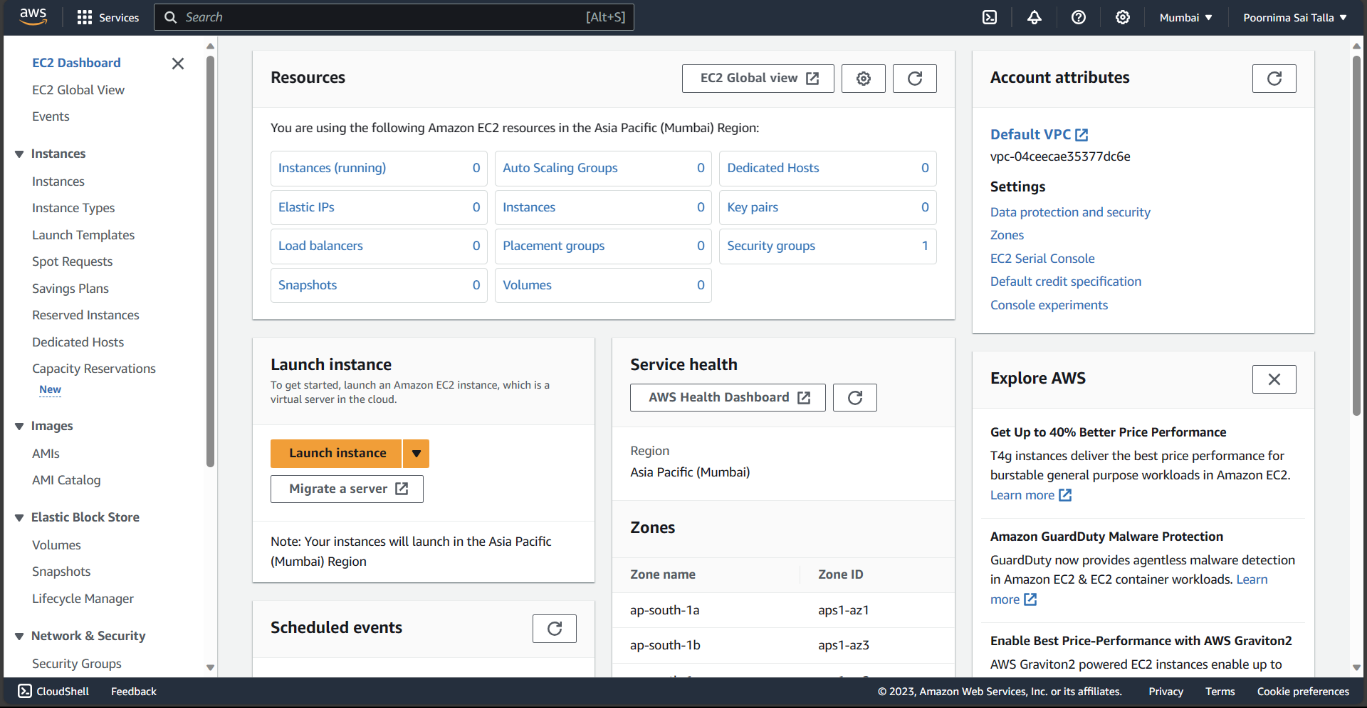 aws
Services
Search
[Alt+S]
Mumbai
Poornima Sai Talla
EC2 Dashboard
EC2 Global View
Events
Instances
Instances
Instance Types
Launch Templates
Spot Requests
Savings Plans
Reserved Instances
Dedicated Hosts
Capacity Reservations
New
Images
AMIs
AMI Catalog
Elastic Block Store
Volumes
Snapshots
Lifecycle Manager
Network & Security
Security Groups
Resources
EC2 Global view
You are using the following Amazon EC2 resources in the Asia Pacific (Mumbai) Region:
Instances (running) 0
Auto Scaling Groups 0
Dedicated Hosts 0
Elastic IPs 0
Instances 0
Key pairs 0
Load balancers 0
Placement groups 0
Security groups 1
Snapshots 0
Volumes 0
Launch instance
To get started, launch an Amazon EC2 instance, which is a
virtual server in the cloud.
Launch instance
Migrate a server
Note: Your instances will launch in the Asia Pacific
(Mumbai) Region
Scheduled events
Service health
AWS Health Dashboard
Region
Asia Pacific (Mumbai)
Zones
Zone name Zone ID
ap-south-1a aps1-az1
ap-south-1b aps1-az3
Account attributes
Default VPC
vpc-04ceecae35377dc6e
Settings
Data protection and security
Zones
EC2 Serial Console
Default credit specification
Console experiments
Explore AWS
Get Up to 40% Better Price Performance
T4g instances deliver the best price performance for
burstable general purpose workloads in Amazon EC2.
Learn more
Amazon GuardDuty Malware Protection
GuardDuty now provides agentless malware detection
in Amazon EC2 & EC2 container workloads. Learn
more
Enable Best Price-Performance with AWS Graviton2
AWS Graviton2 powered EC2 instances enable up to
CloudShell
Feedback
© 2023, Amazon Web Services, Inc. or its affiliates.
Privacy
Terms
Cookie preferences